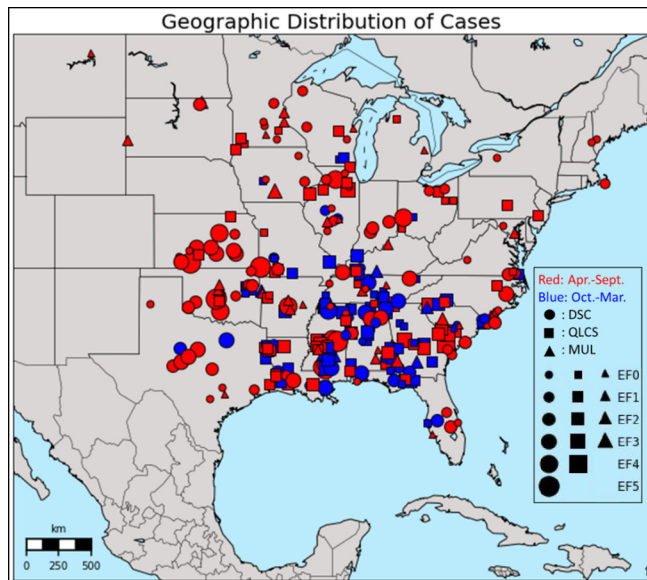 Geographic Distribution of Cases
Red: Apr.-Sept.
Blue: Oct.-Mar.
: DSC
: QLCS
: MUL
EF0
EF1
EF2
EF3
EF4
EF5
km
0 500